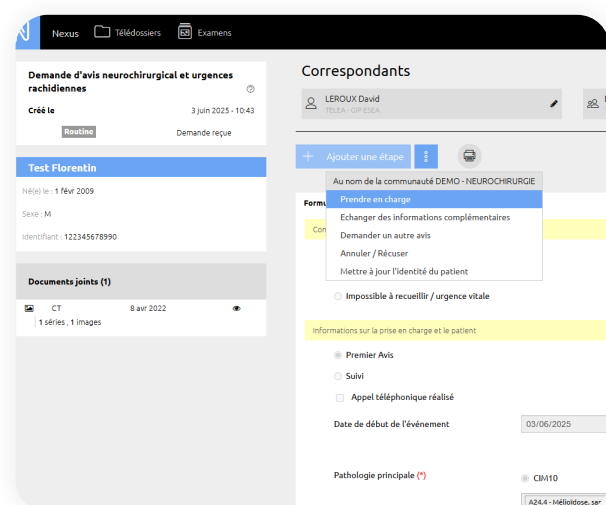 Nexus
Télédossiers
Examens
Demande d'avis neurochirurgical et urgences
rachidiennes
Créé le
3 juin 2025 - 10:43
Routine
Demande reçue
Test Florentin
Né(e) le : 1 févr 2009
Sexe : M
Identifiant : 122345678990
Documents joints (1)
CT
8 avr 2022
1 séries , 1 images
Correspondants
LEROUX David
TELEA - GIP ESEA
Ajouter une étape
Au nom de la communauté DEMO - NEUROCHIRURGIE
Prendre en charge
Echanger des informations complémentaires
Demander un autre avis
Annuler / Récuser
Mettre à jour l'identité du patient
Formu
Con
Impossible à recueillir / urgence vitale
Informations sur la prise en charge et le patient
Premier Avis
Suivi
Appel téléphonique réalisé
Date de début de l'événement
03/06/2025
Pathologie principale (*)
CIM10
A24.4 - Mélioïdose, sar